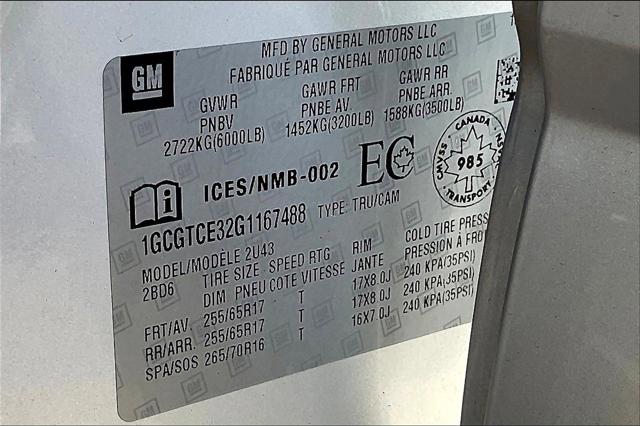 GM
MFD BY GENERAL MOTORS LLC
FABRIQUÉ PAR GENERAL MOTORS LLC
GVWR GAWR FRT GAWR RR
PNBV PNBE AV. PNBE ARR.
2722KG(6000LB) 1452KG(3200LB) 1588KG(3500LB)
ICES/NMB-002 EC
CANADA
CMVSS 985
TRANSPORT
1GCGTCE32G1167488 TYPE: TRU/CAM
MODEL/MODÈLE 2U43
2BD6 TIRE SIZE - SPEED RTG RIM COLD TIRE PRESS
DIM PNEU COTE VITESSE JANTE PRESSION À FRO
FRT/AV. 255/65R17 T 17X8.0J 240 KPA(35PSI)
RR/ARR. 255/65R17 T 17X8.0J 240 KPA(35PSI)
SPA/SOS 265/70R16 T 16X7.0J 240 KPA(35PSI)